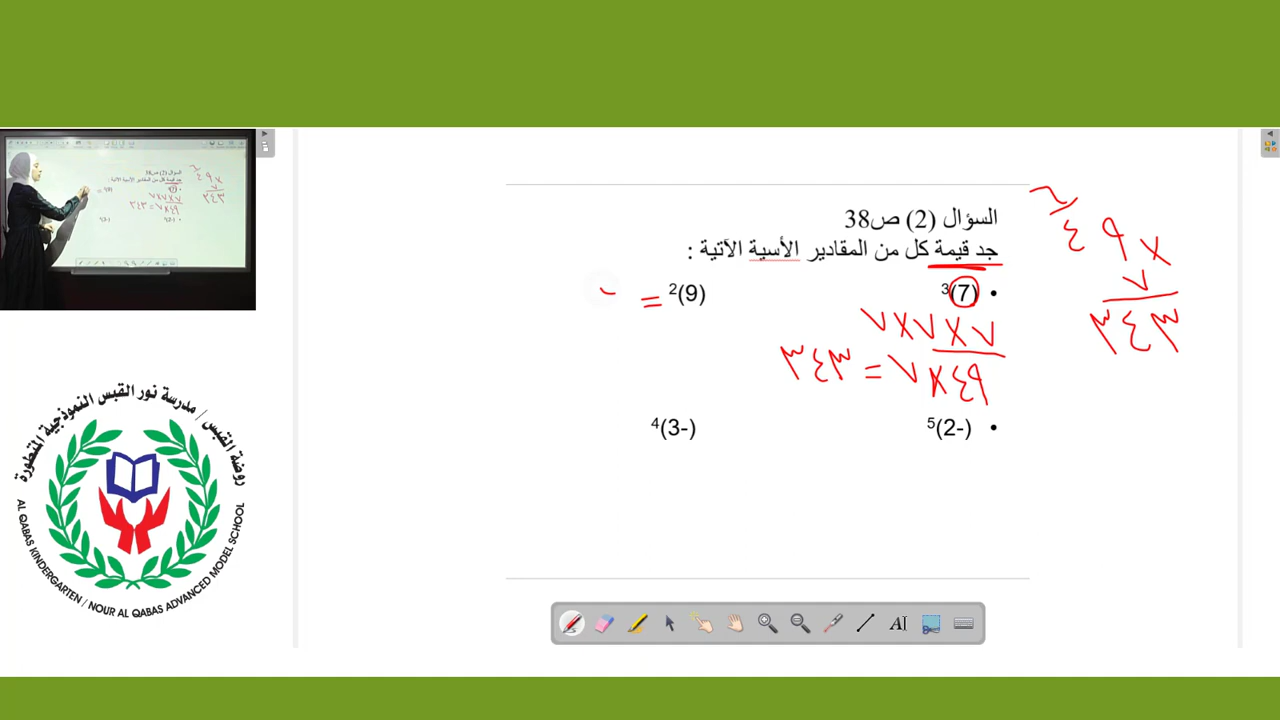 السؤال (2) ص38
جد قيمة كل من المقادير الأسية الآتية :
• (7)³
(9)² =
٧ × ٧ × ٧
٤٩ × ٧ = ٣٤٣
٦
٤٩ ×
٧
٣٤٣
• (-2)⁵
(-3)⁴
روضة القبس / مدرسة نور القبس النموذجية المتطورة
AL QABAS KINDERGARTEN / NOUR AL QABAS ADVANCED MODEL SCHOOL
AI